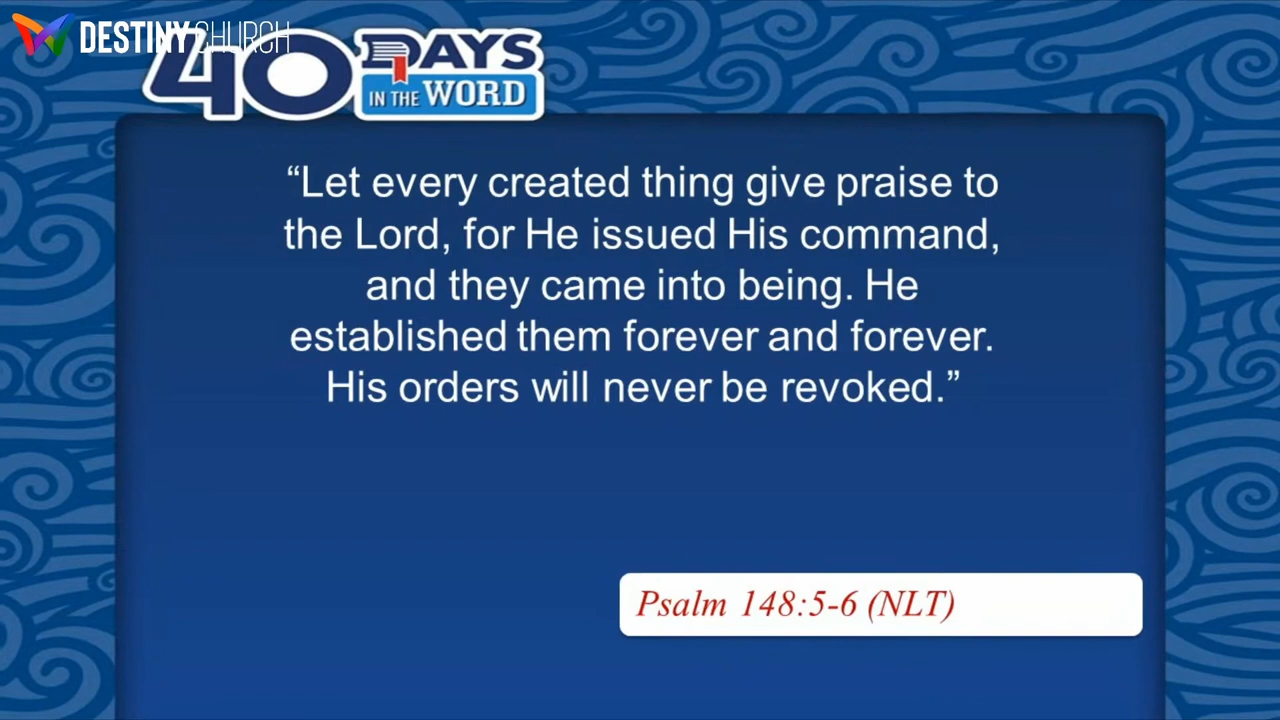 DESTINY CHURCH
40 DAYS
IN THE WORD
“Let every created thing give praise to
the Lord, for He issued His command,
and they came into being. He
established them forever and forever.
His orders will never be revoked.”
Psalm 148:5-6 (NLT)